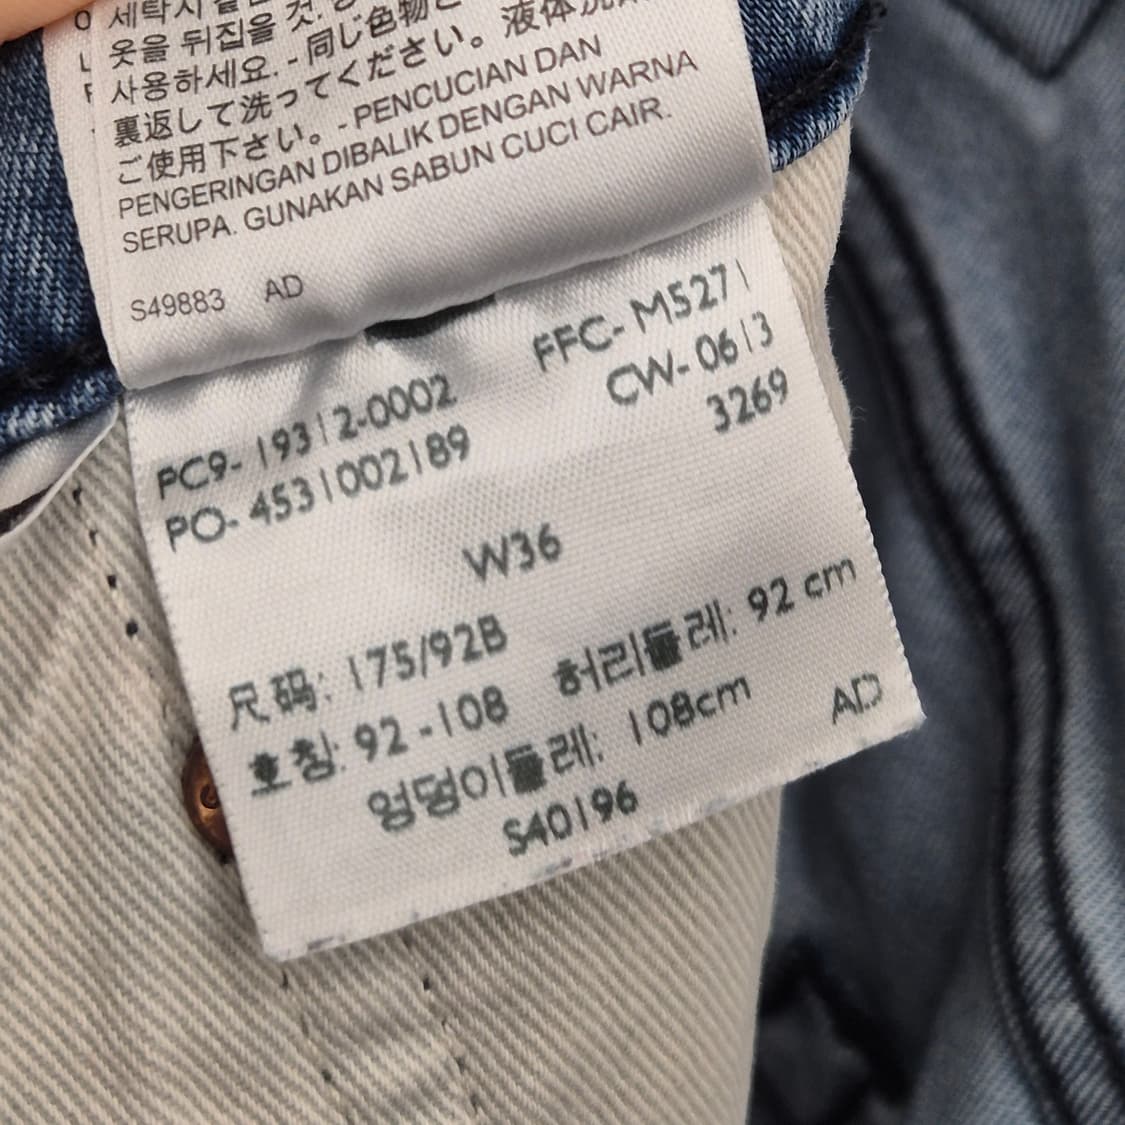 세탁시
옷을 뒤집을 것.
사용하세요. - 同じ色物と
裏返して洗ってください。液体洗剤
ご使用下さい。- PENCUCIAN DAN
PENGERINGAN DIBALIK DENGAN WARNA
SERUPA. GUNAKAN SABUN CUCI CAIR.
S49883 AD
FFC- M5271
PC9- 19312-0002 CW- 0613
PO- 4531002189 3269
W36
尺码: 175/92B 허리둘레: 92 cm
호칭: 92 -108
엉덩이둘레: 108cm AD
S40196